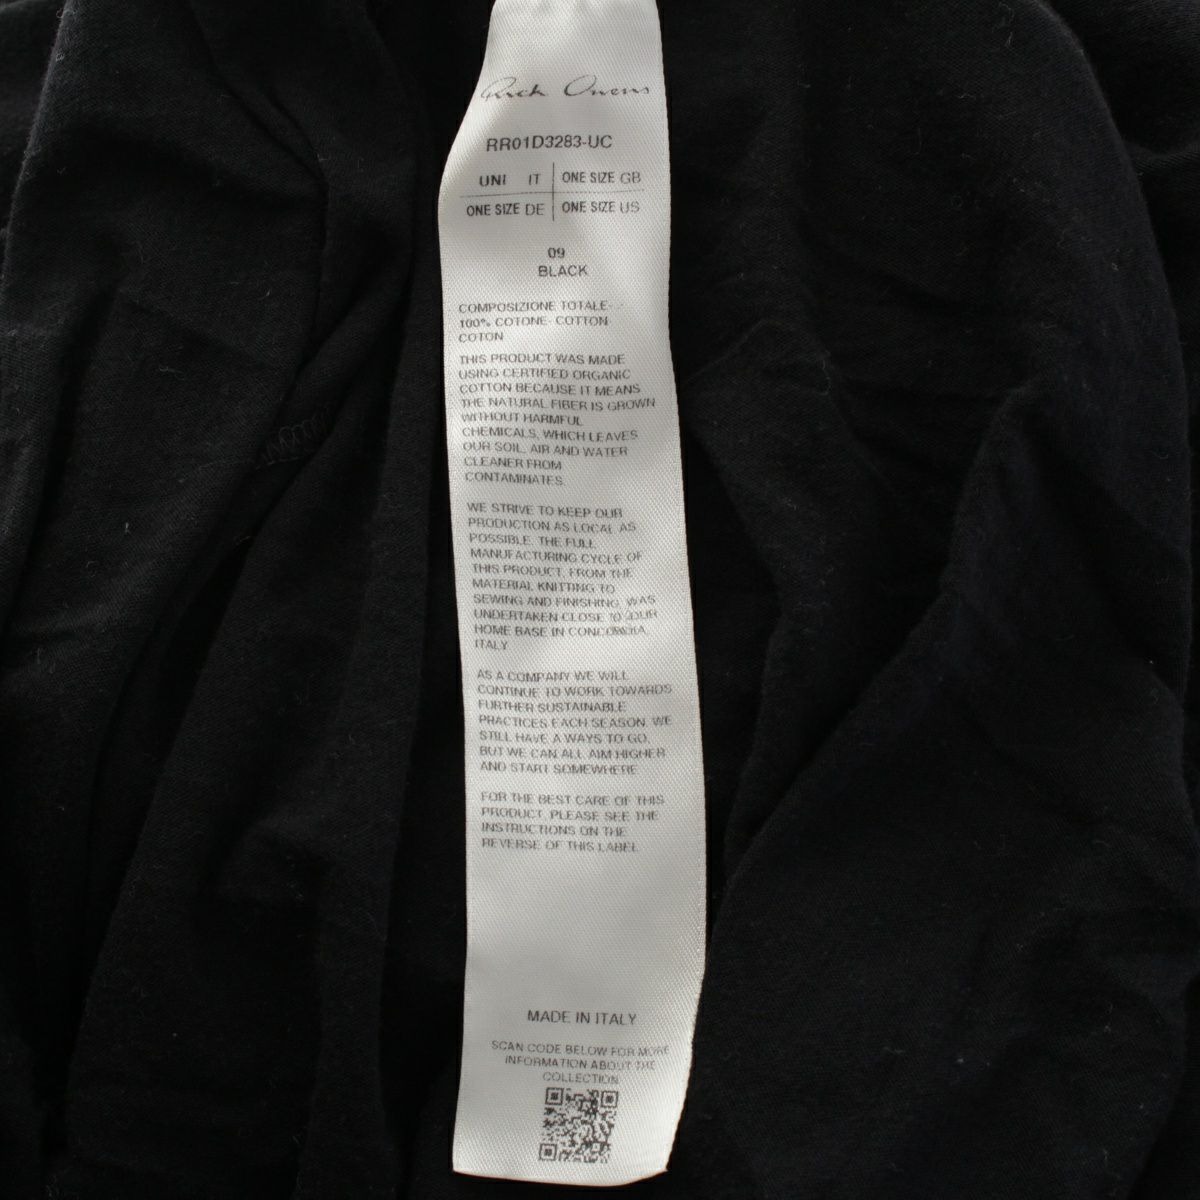 Rick Owens
RR01D3283-UC
UNI IT ONE SIZE GB
ONE SIZE DE ONE SIZE US
09
BLACK
COMPOSIZIONE TOTALE-
100% COTONE- COTTON-
COTON
THIS PRODUCT WAS MADE
USING CERTIFIED ORGANIC
COTTON BECAUSE IT MEANS
THE NATURAL FIBER IS GROWN
WITHOUT HARMFUL
CHEMICALS, WHICH LEAVES
OUR SOIL, AIR AND WATER
CLEANER FROM
CONTAMINATES.
WE STRIVE TO KEEP OUR
PRODUCTION AS LOCAL AS
POSSIBLE. THE FULL
MANUFACTURING CYCLE OF
THIS PRODUCT, FROM THE
MATERIAL KNITTING TO
SEWING AND FINISHING, WAS
UNDERTAKEN CLOSE TO OUR
HOME BASE IN CONCORDIA,
ITALY
AS A COMPANY WE WILL
CONTINUE TO WORK TOWARDS
FURTHER SUSTAINABLE
PRACTICES EACH SEASON. WE
STILL HAVE A WAYS TO GO,
BUT WE CAN ALL AIM HIGHER
AND START SOMEWHERE
FOR THE BEST CARE OF THIS
PRODUCT, PLEASE SEE THE
INSTRUCTIONS ON THE
REVERSE OF THIS LABEL.
MADE IN ITALY
SCAN CODE BELOW FOR MORE
INFORMATION ABOUT THE
COLLECTION